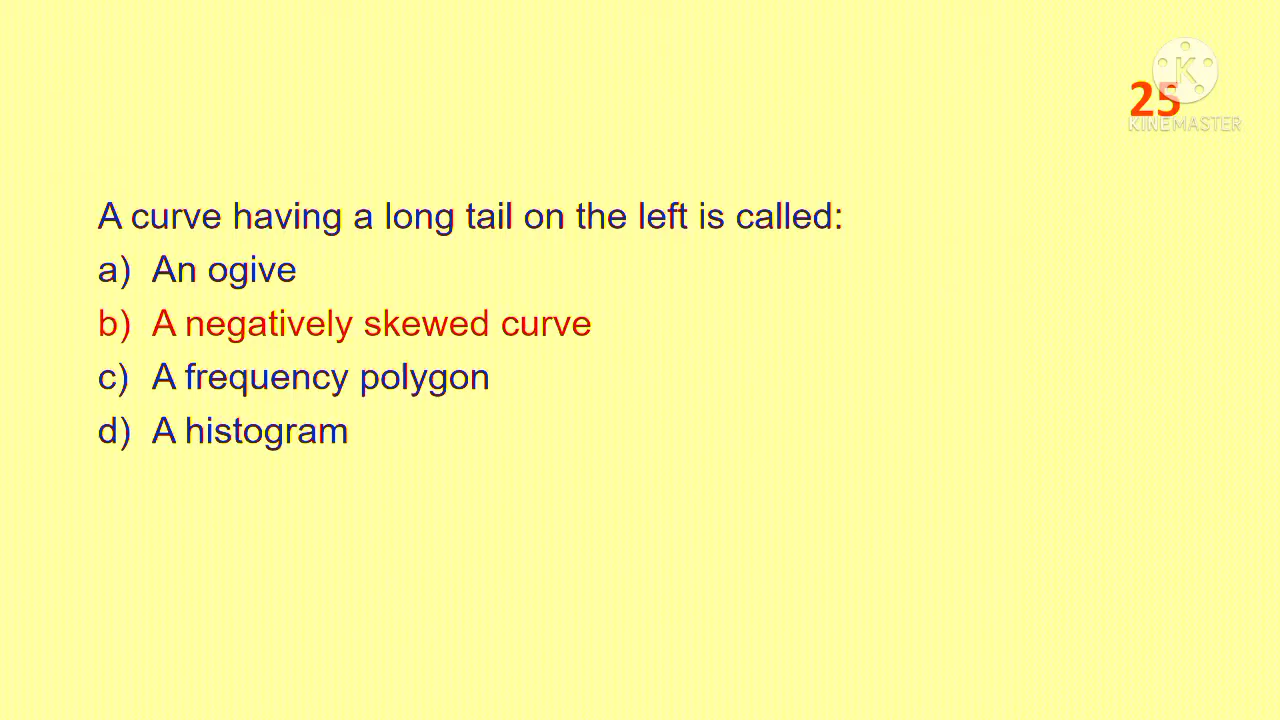 25
KINEMASTER
A curve having a long tail on the left is called:
a) An ogive
b) A negatively skewed curve
c) A frequency polygon
d) A histogram